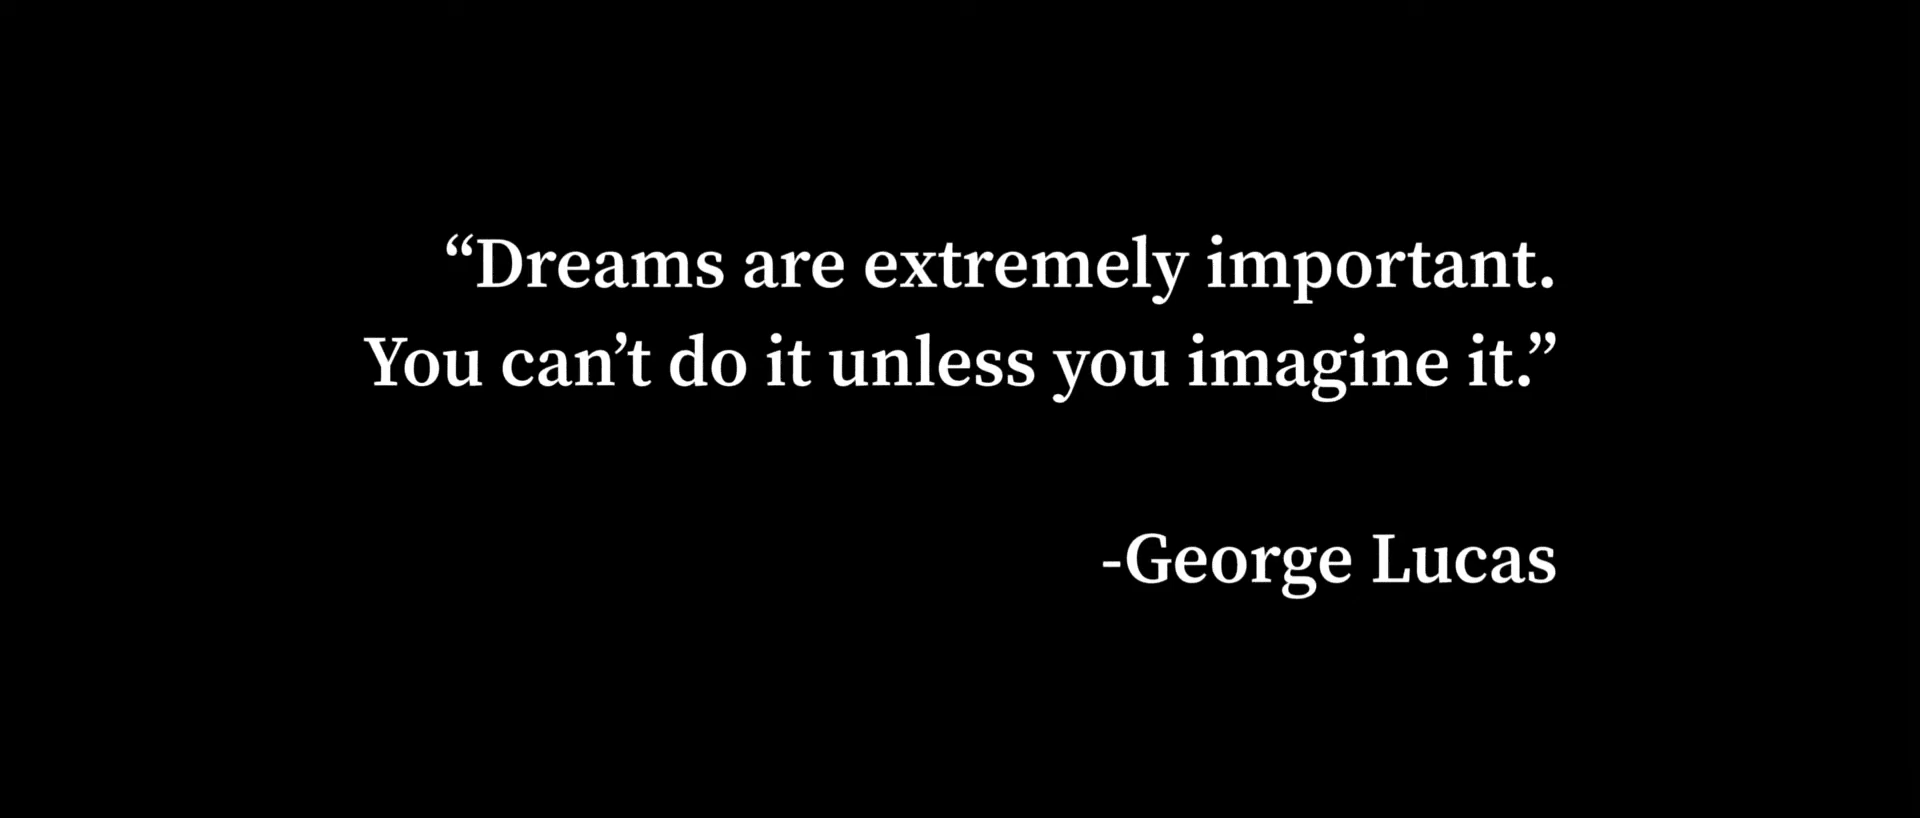 “Dreams are extremely important.
You can’t do it unless you imagine it.”
-George Lucas